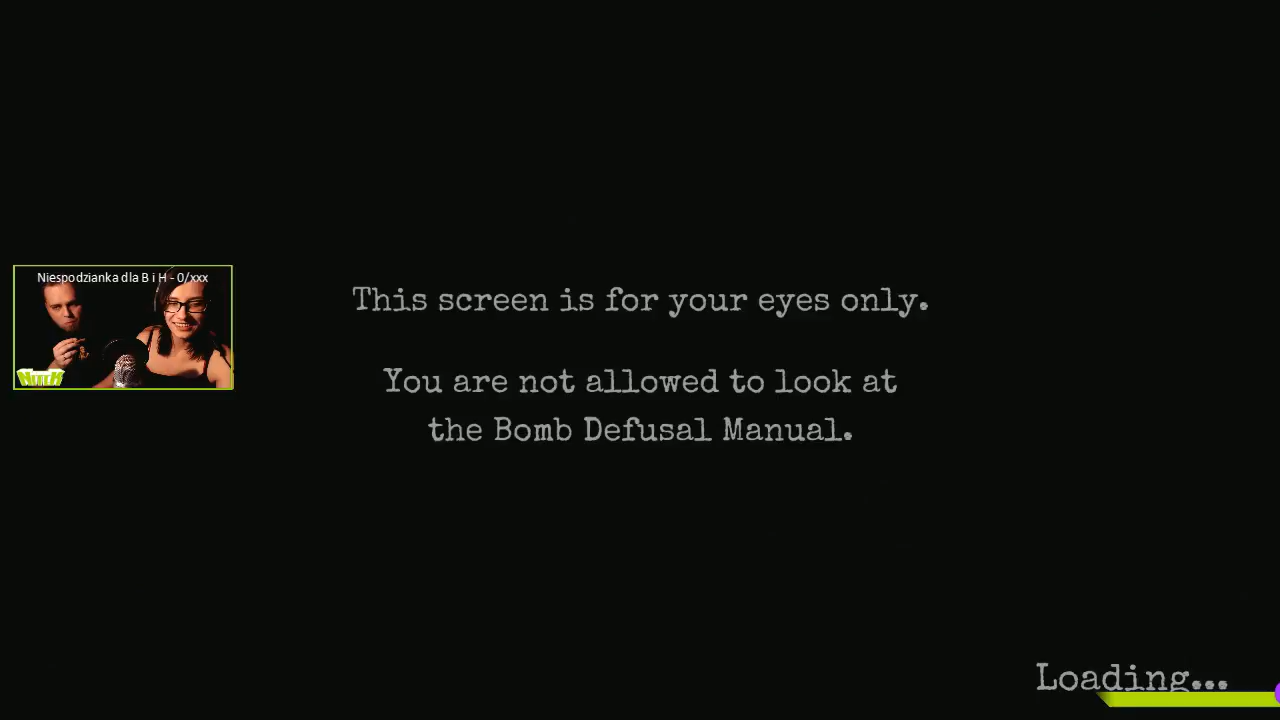 Niespodzianka dla B i H - 0/xxx
This screen is for your eyes only.
You are not allowed to look at
the Bomb Defusal Manual.
Loading...